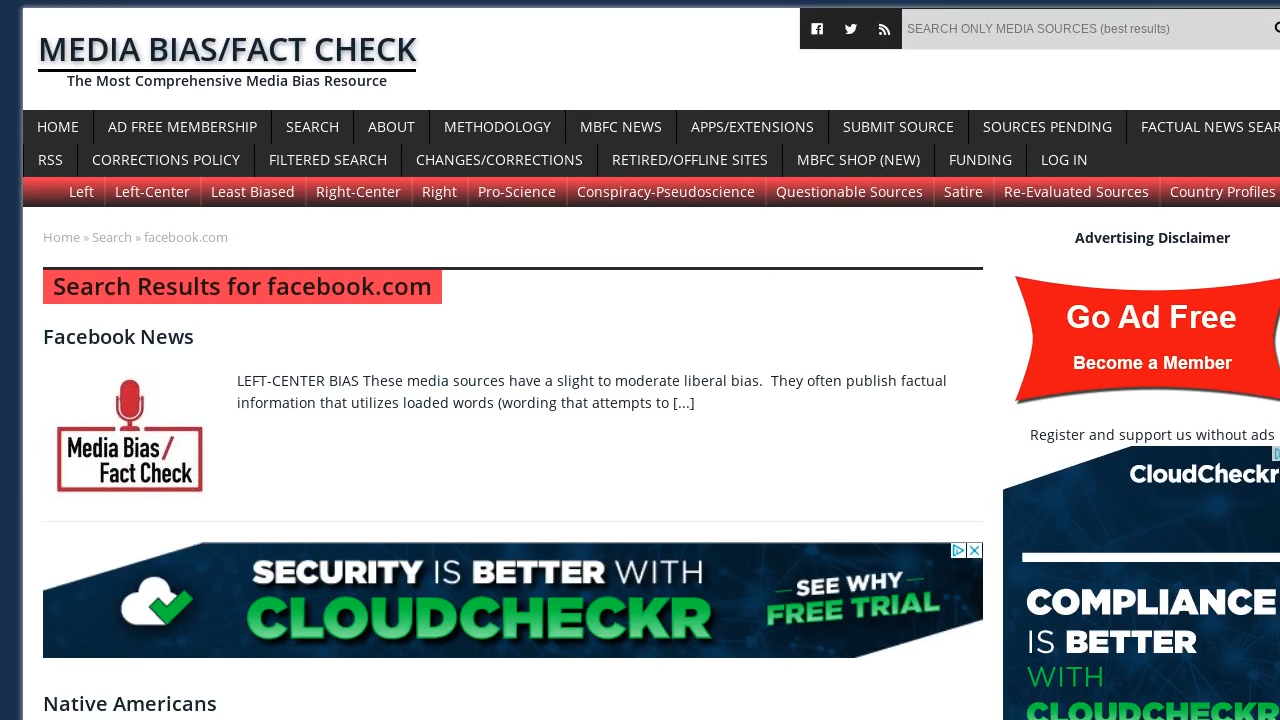 MEDIA BIAS/FACT CHECK
The Most Comprehensive Media Bias Resource
SEARCH ONLY MEDIA SOURCES (best results)
HOME AD FREE MEMBERSHIP SEARCH ABOUT METHODOLOGY MBFC NEWS APPS/EXTENSIONS SUBMIT SOURCE SOURCES PENDING FACTUAL NEWS SEAR
RSS CORRECTIONS POLICY FILTERED SEARCH CHANGES/CORRECTIONS RETIRED/OFFLINE SITES MBFC SHOP (NEW) FUNDING LOG IN
Left Left-Center Least Biased Right-Center Right Pro-Science Conspiracy-Pseudoscience Questionable Sources Satire Re-Evaluated Sources Country Profiles
Home » Search » facebook.com
Search Results for facebook.com
Facebook News
Media Bias/
Fact Check
LEFT-CENTER BIAS These media sources have a slight to moderate liberal bias.  They often publish factual
information that utilizes loaded words (wording that attempts to [...]
SECURITY IS BETTER WITH
CLOUDCHECKR
SEE WHY
FREE TRIAL
Native Americans
Advertising Disclaimer
Go Ad Free
Become a Member
Register and support us without ads
CloudCheckr
COMPLIANCE
IS BETTER
WITH
CLOUDCHECKR